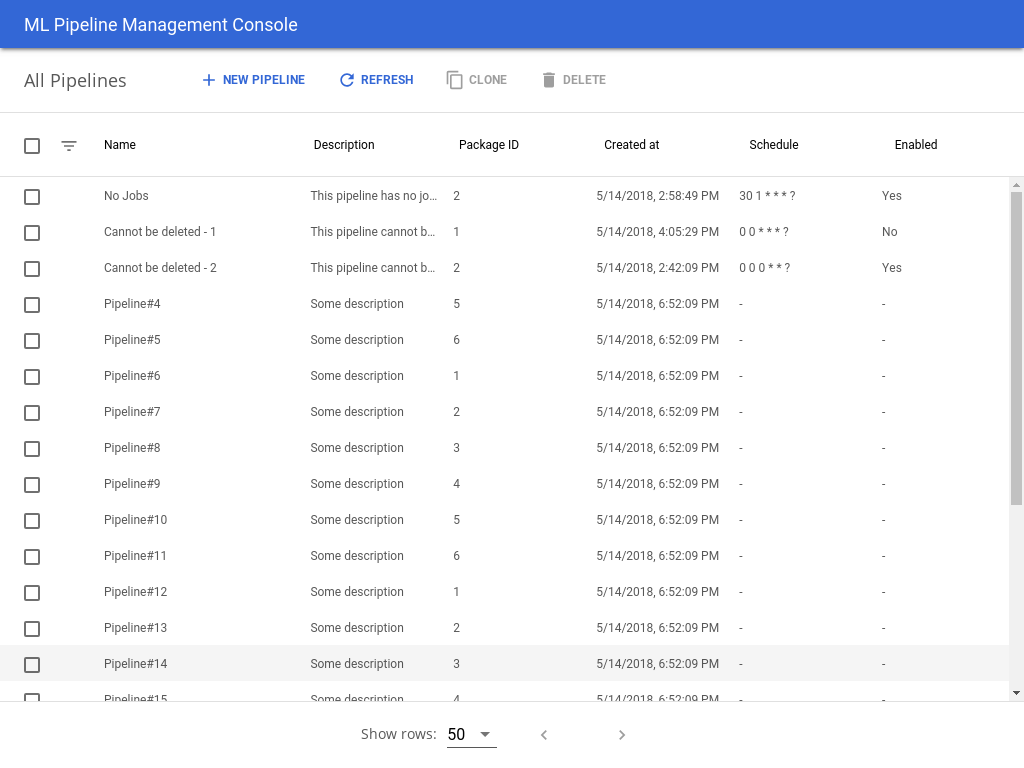 ML Pipeline Management Console
All Pipelines NEW PIPELINE REFRESH CLONE DELETE
Name Description Package ID Created at Schedule Enabled
No Jobs This pipeline has no jo... 2 5/14/2018, 2:58:49 PM 30 1 * * * ? Yes
Cannot be deleted - 1 This pipeline cannot b... 1 5/14/2018, 4:05:29 PM 0 0 * * * ? No
Cannot be deleted - 2 This pipeline cannot b... 2 5/14/2018, 2:42:09 PM 0 0 0 * * ? Yes
Pipeline#4 Some description 5 5/14/2018, 6:52:09 PM - -
Pipeline#5 Some description 6 5/14/2018, 6:52:09 PM - -
Pipeline#6 Some description 1 5/14/2018, 6:52:09 PM - -
Pipeline#7 Some description 2 5/14/2018, 6:52:09 PM - -
Pipeline#8 Some description 3 5/14/2018, 6:52:09 PM - -
Pipeline#9 Some description 4 5/14/2018, 6:52:09 PM - -
Pipeline#10 Some description 5 5/14/2018, 6:52:09 PM - -
Pipeline#11 Some description 6 5/14/2018, 6:52:09 PM - -
Pipeline#12 Some description 1 5/14/2018, 6:52:09 PM - -
Pipeline#13 Some description 2 5/14/2018, 6:52:09 PM - -
Pipeline#14 Some description 3 5/14/2018, 6:52:09 PM - -
Pipeline#15 Some description 4 5/14/2018, 6:52:09 PM - -
Show rows: 50